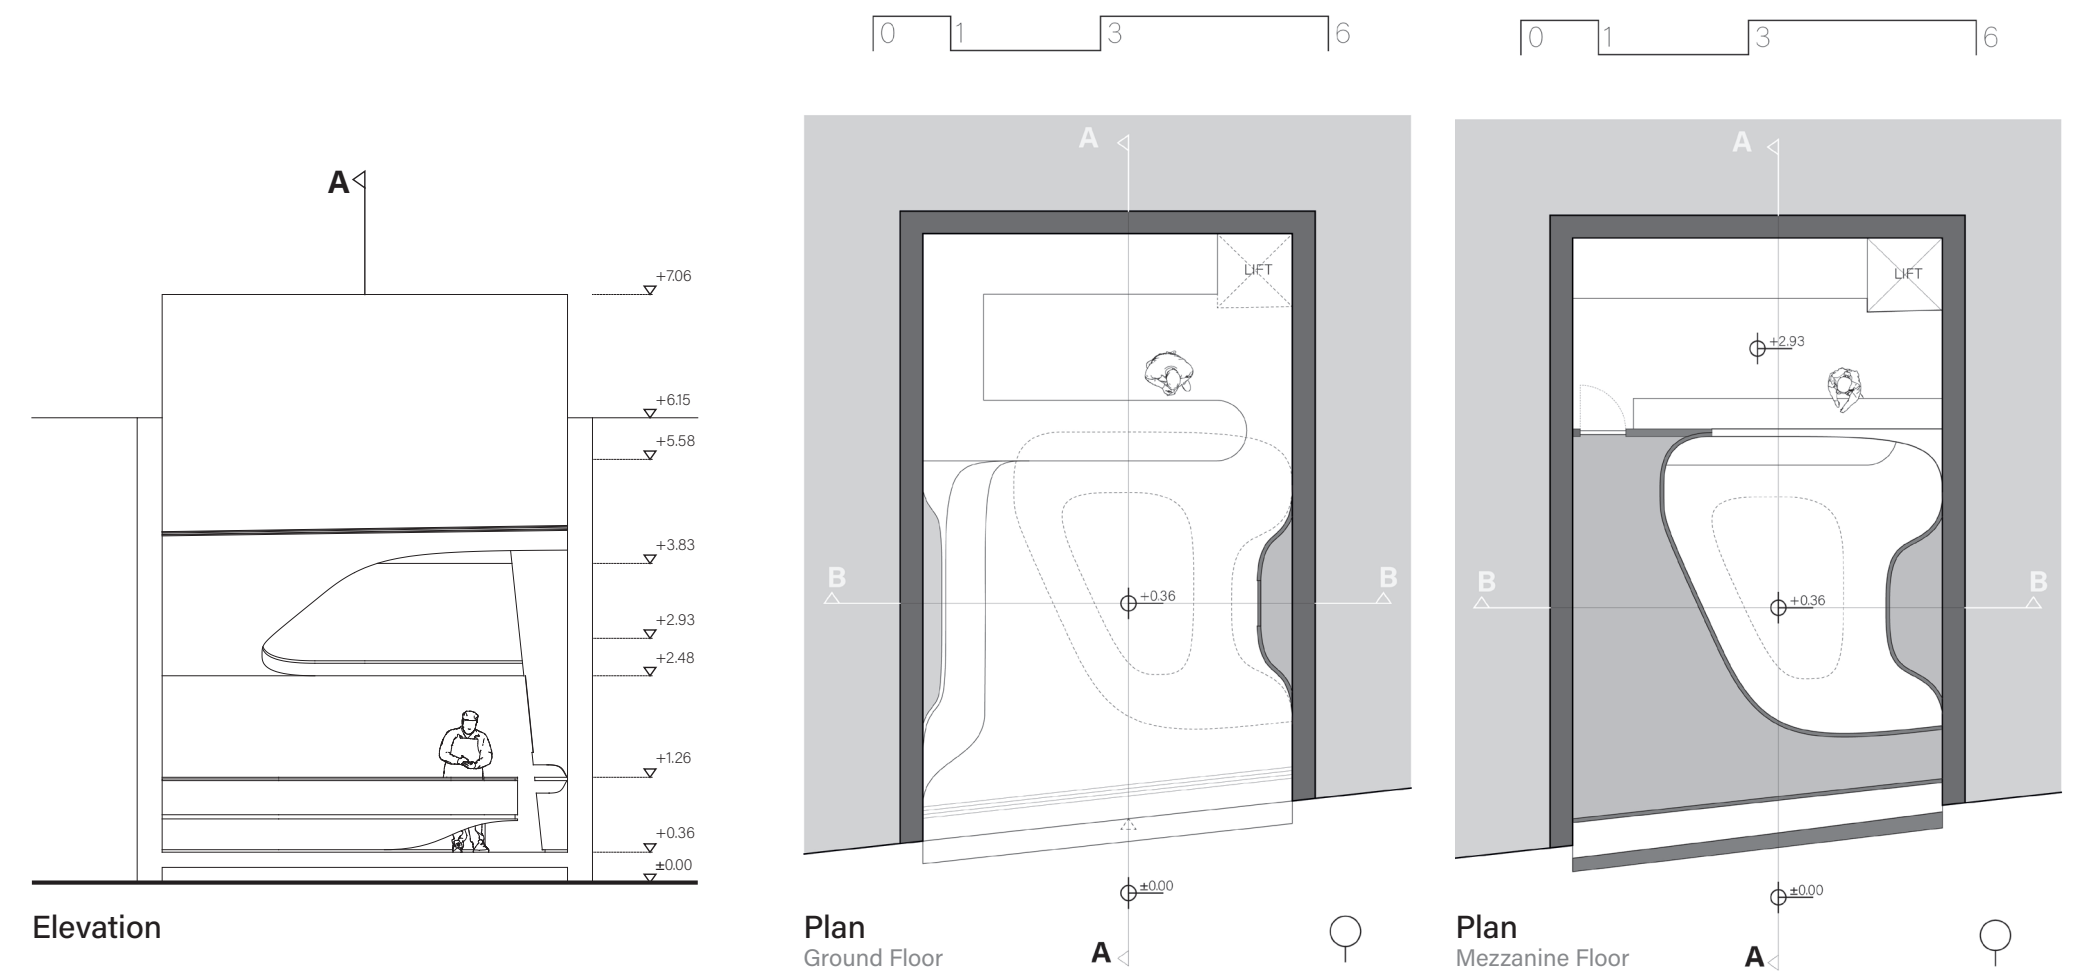 0 1 3 6
0 1 3 6
A
+7.06
+6.15
+5.58
+3.83
+2.93
+2.48
+1.26
+0.36
±0.00
Elevation
A
LIFT
B B
+0.36
±0.00
A
Plan
Ground Floor
A
LIFT
+2.93
B B
+0.36
±0.00
A
Plan
Mezzanine Floor